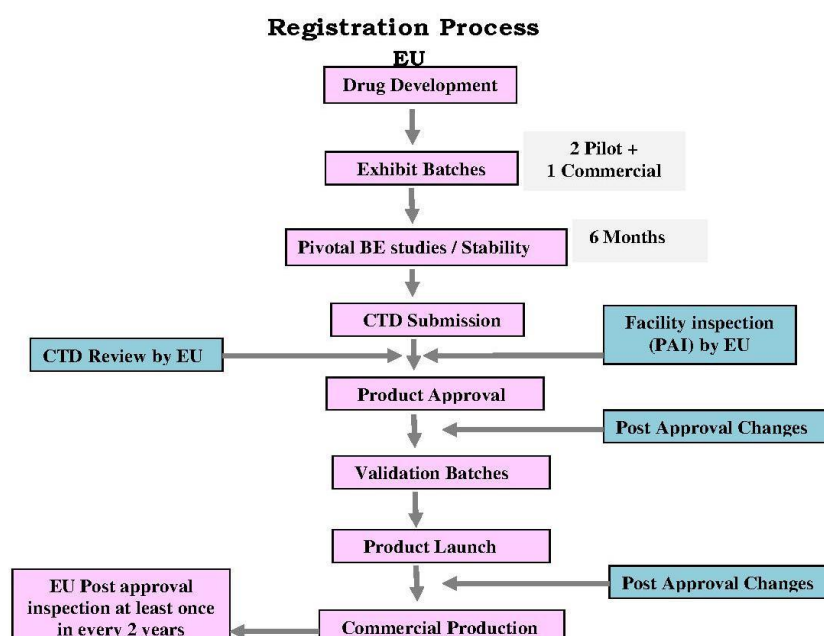 Registration Process
EU
Drug Development
2 Pilot +
1 Commercial
Exhibit Batches
Pivotal BE studies / Stability
6 Months
CTD Submission
Facility inspection
(PAI) by EU
CTD Review by EU
Product Approval
Post Approval Changes
Validation Batches
Product Launch
Post Approval Changes
EU Post approval
inspection at least once
in every 2 years
Commercial Production